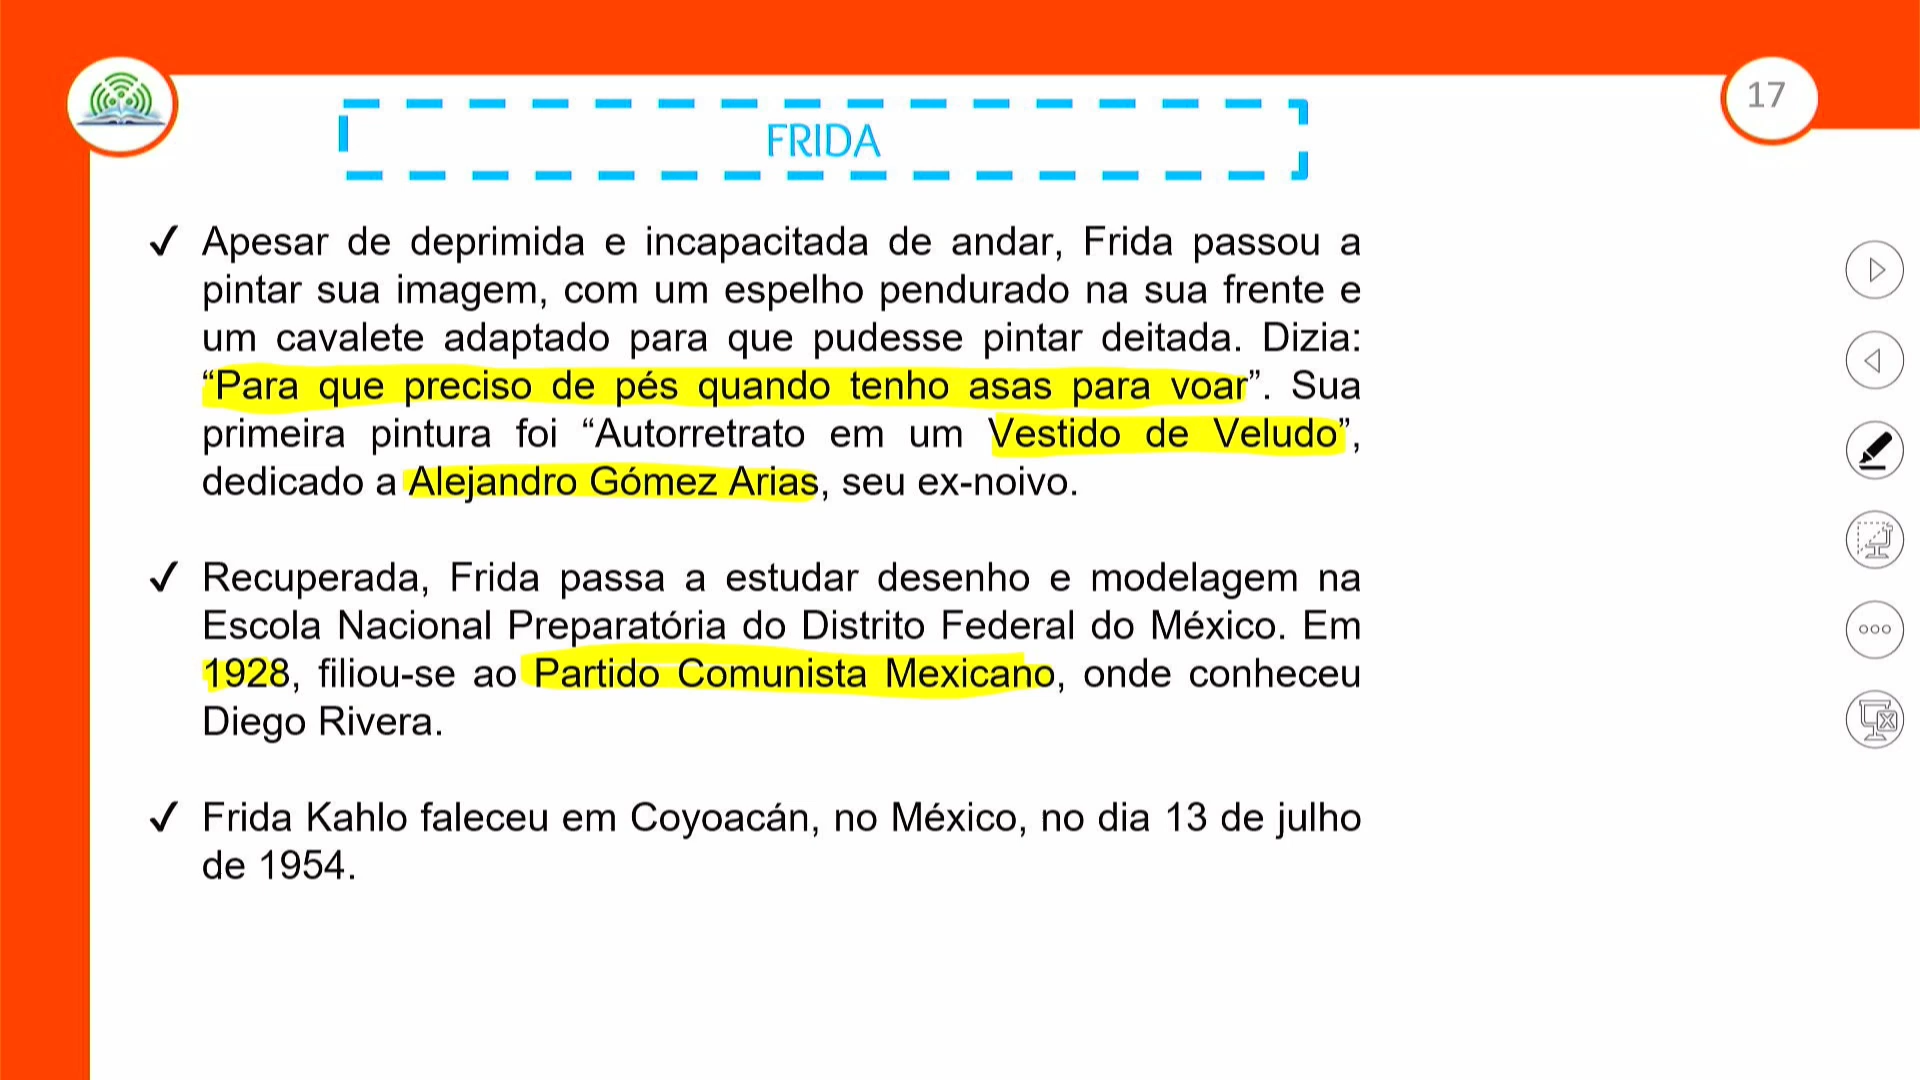 17
FRIDA
✓ Apesar de deprimida e incapacitada de andar, Frida passou a
pintar sua imagem, com um espelho pendurado na sua frente e
um cavalete adaptado para que pudesse pintar deitada. Dizia:
“Para que preciso de pés quando tenho asas para voar”. Sua
primeira pintura foi “Autorretrato em um Vestido de Veludo”,
dedicado a Alejandro Gómez Arias, seu ex-noivo.
✓ Recuperada, Frida passa a estudar desenho e modelagem na
Escola Nacional Preparatória do Distrito Federal do México. Em
1928, filiou-se ao Partido Comunista Mexicano, onde conheceu
Diego Rivera.
✓ Frida Kahlo faleceu em Coyoacán, no México, no dia 13 de julho
de 1954.